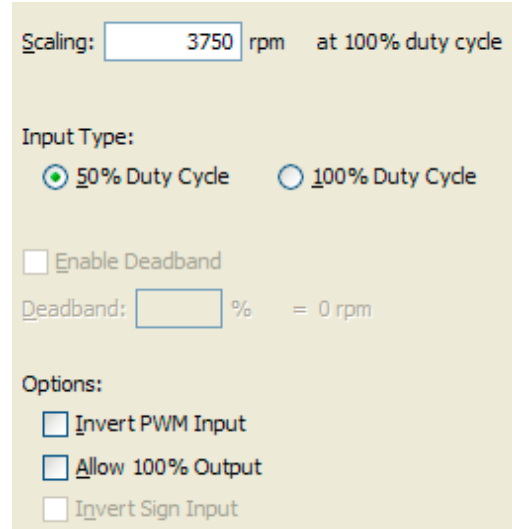 Scaling: 3750 rpm at 100% duty cycle
Input Type:
50% Duty Cycle 100% Duty Cycle
Enable Deadband
Deadband: % = 0 rpm
Options:
Invert PWM Input
Allow 100% Output
Invert Sign Input